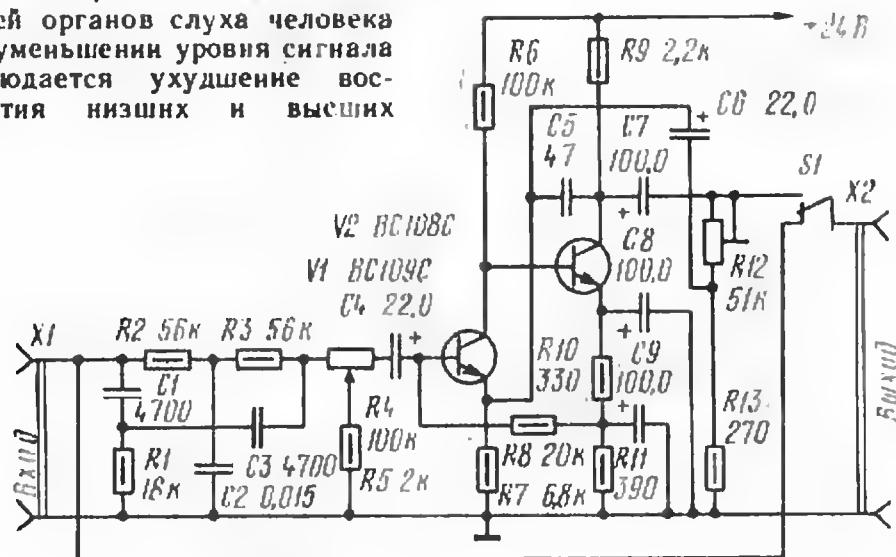 ей органов слуха человека
уменьшении уровня сигнала
юдается ухудшение вос-
тия низших и высших
+24 В
R6
100к
R9 2,2к
C5
47
C7
100,0
C6 22,0
S1
X2
V2 BC108C
V1 BC109C
C4 22,0
C8
100,0
R12
51к
X1
R2 56к
R3 56к
C1
4700
R10
330
C9
100,0
R4
100к
R13
270
Вход
Выход
R1
18к
C3 4700
C2 0,015
R5 2к
R8 20к
R7 6,8к
R11
390